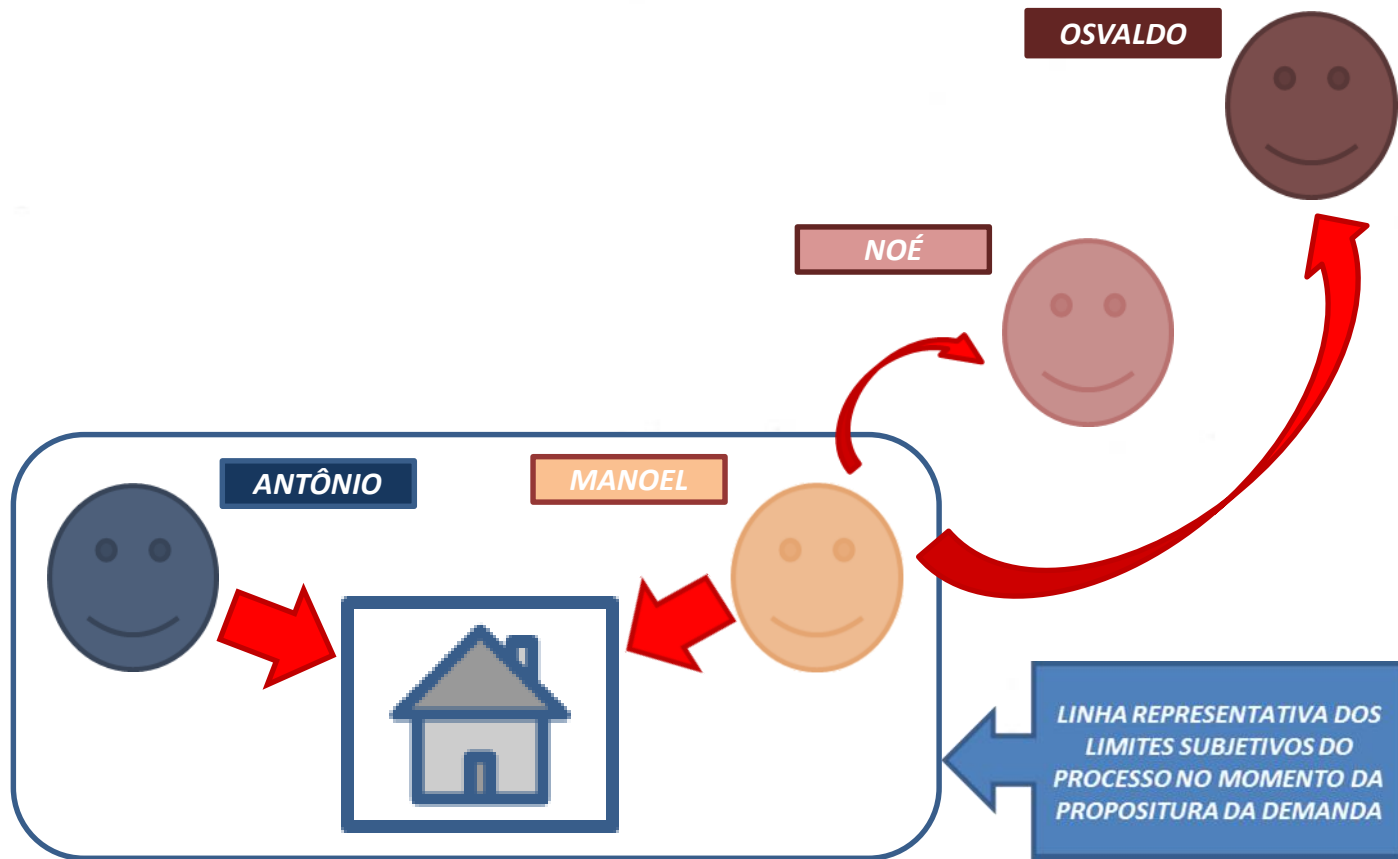 OSVALDO
NOÉ
ANTÔNIO
MANOEL
LINHA REPRESENTATIVA DOS
LIMITES SUBJETIVOS DO
PROCESSO NO MOMENTO DA
PROPOSITURA DA DEMANDA